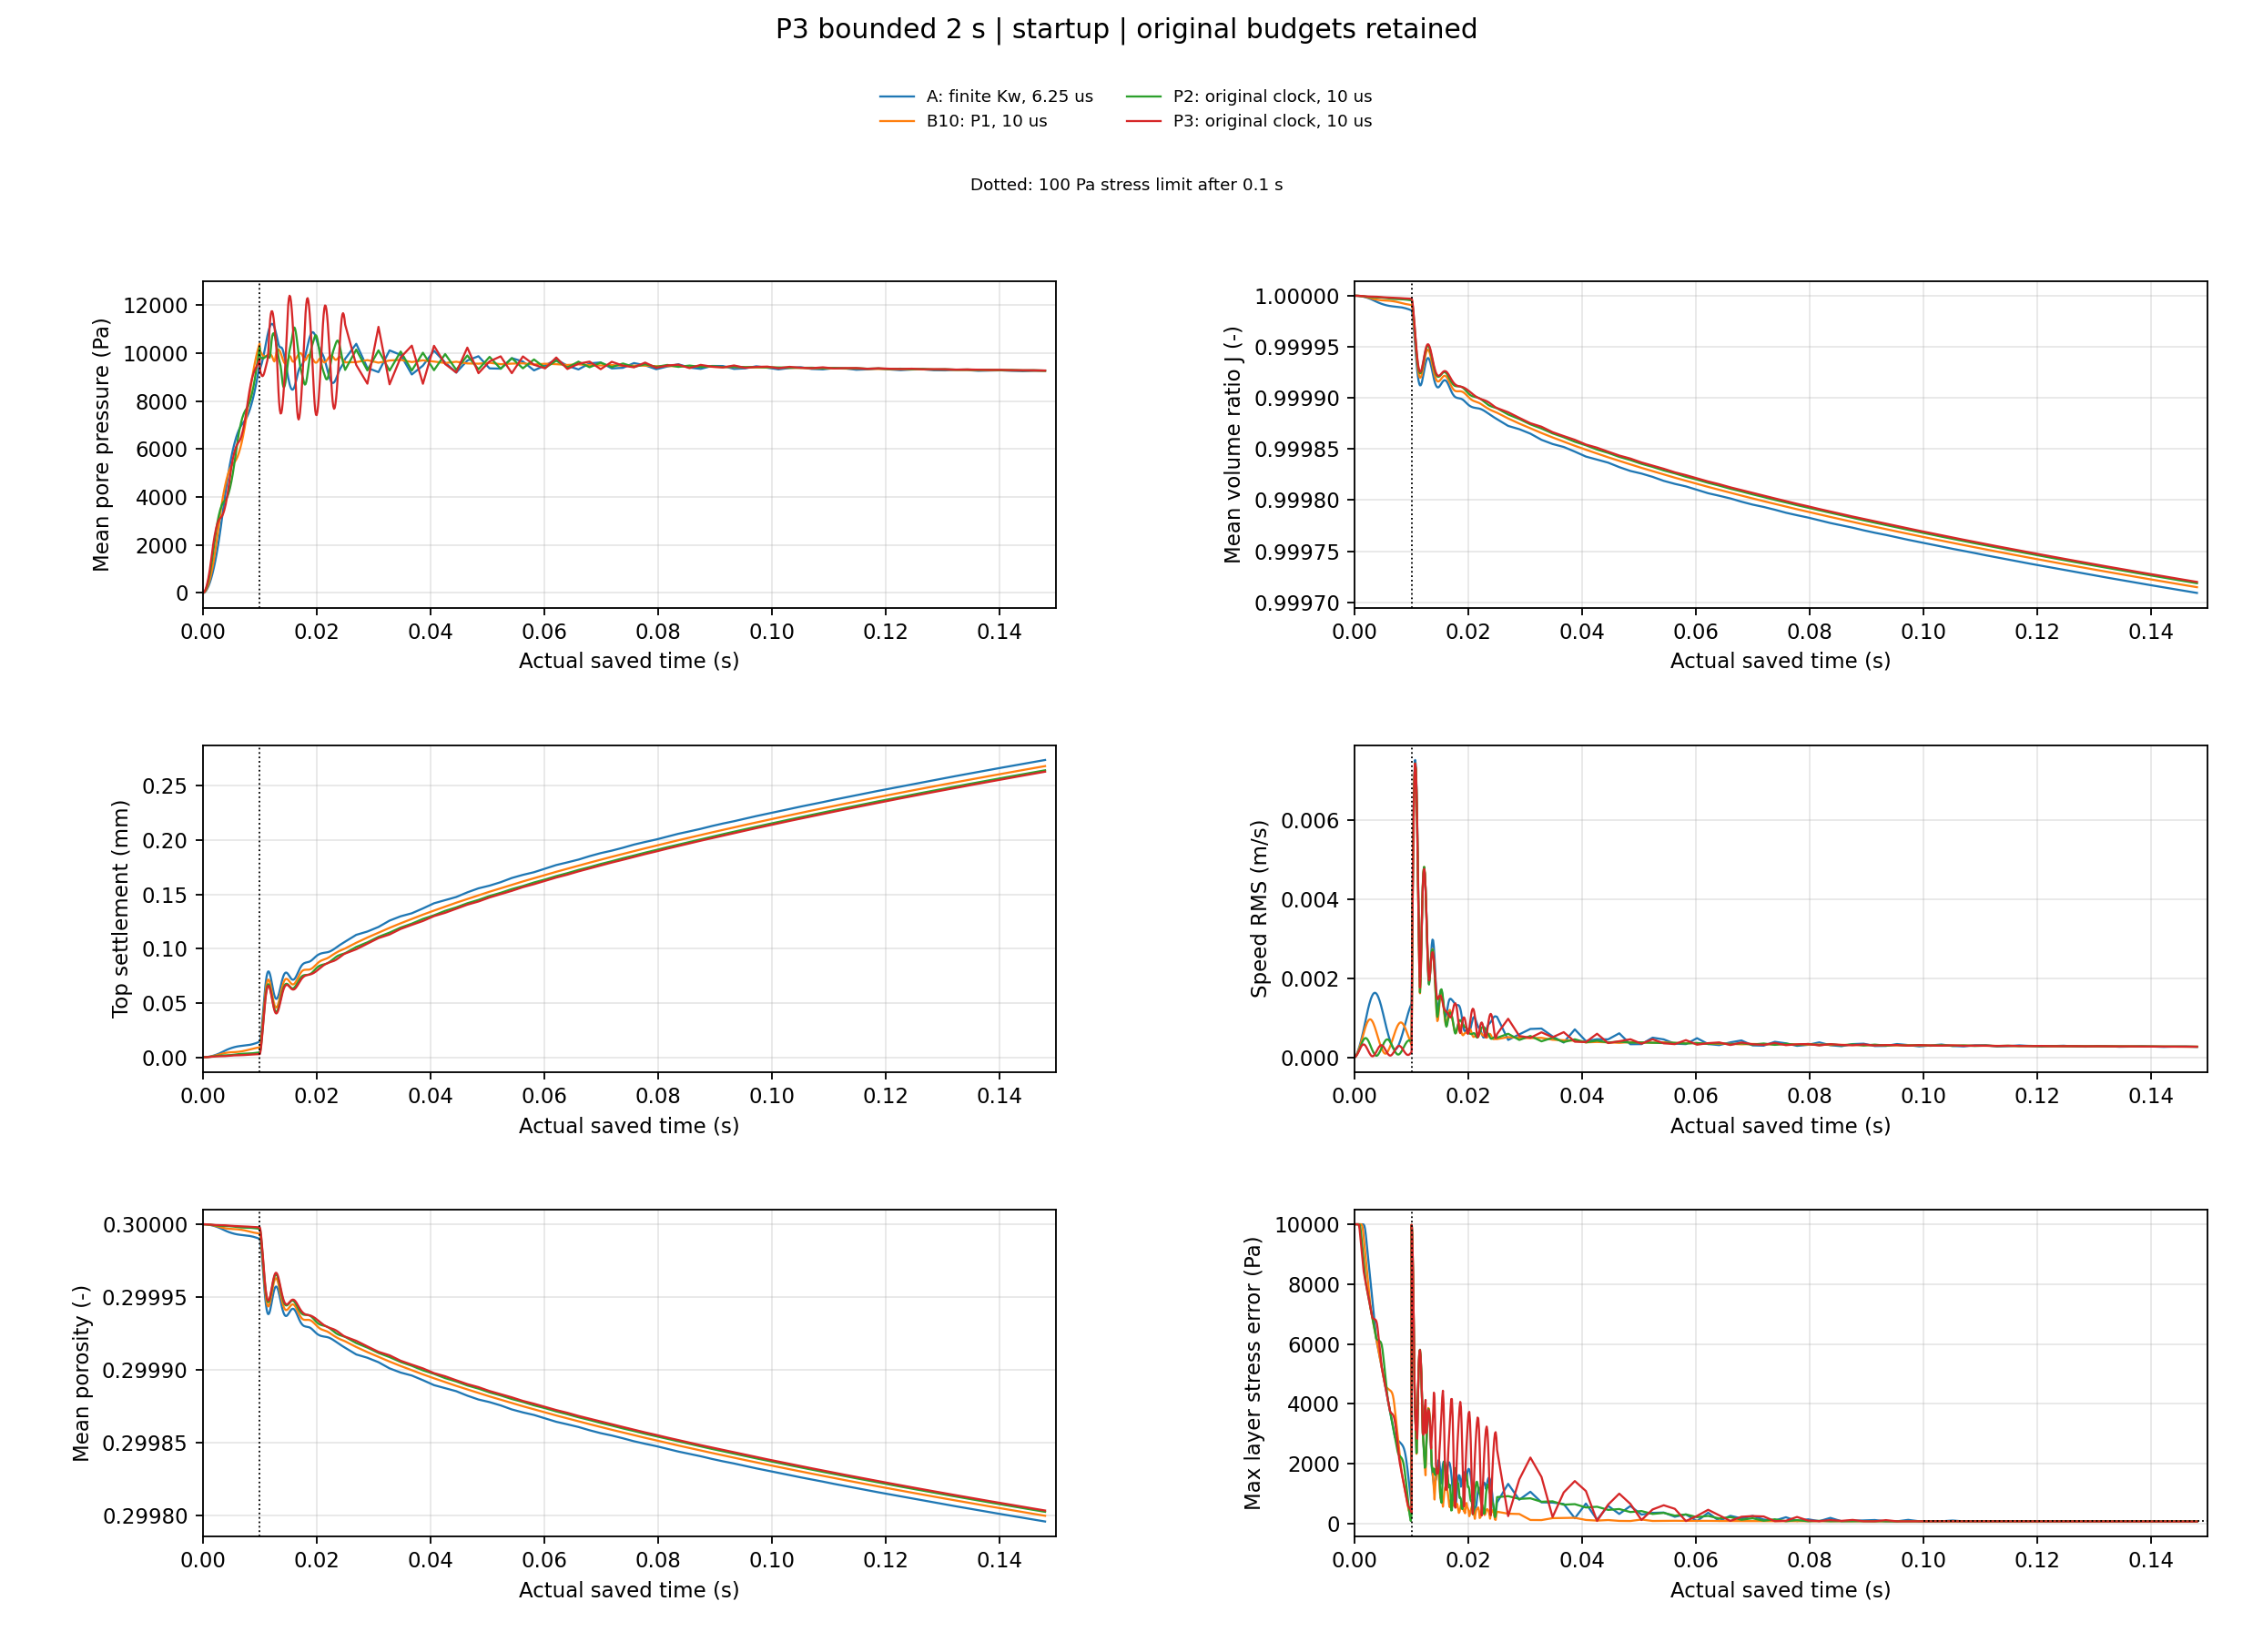 P3 bounded 2 s | startup | original budgets retained
A: finite Kw, 6.25 us
B10: P1, 10 us
P2: original clock, 10 us
P3: original clock, 10 us
Dotted: 100 Pa stress limit after 0.1 s
Mean pore pressure (Pa)
12000
10000
8000
6000
4000
2000
0
0.00 0.02 0.04 0.06 0.08 0.10 0.12 0.14
Actual saved time (s)
Mean volume ratio J (-)
1.00000
0.99995
0.99990
0.99985
0.99980
0.99975
0.99970
0.00 0.02 0.04 0.06 0.08 0.10 0.12 0.14
Actual saved time (s)
Top settlement (mm)
0.25
0.20
0.15
0.10
0.05
0.00
0.00 0.02 0.04 0.06 0.08 0.10 0.12 0.14
Actual saved time (s)
Speed RMS (m/s)
0.006
0.004
0.002
0.000
0.00 0.02 0.04 0.06 0.08 0.10 0.12 0.14
Actual saved time (s)
Mean porosity (-)
0.30000
0.29995
0.29990
0.29985
0.29980
0.00 0.02 0.04 0.06 0.08 0.10 0.12 0.14
Actual saved time (s)
Max layer stress error (Pa)
10000
8000
6000
4000
2000
0
0.00 0.02 0.04 0.06 0.08 0.10 0.12 0.14
Actual saved time (s)